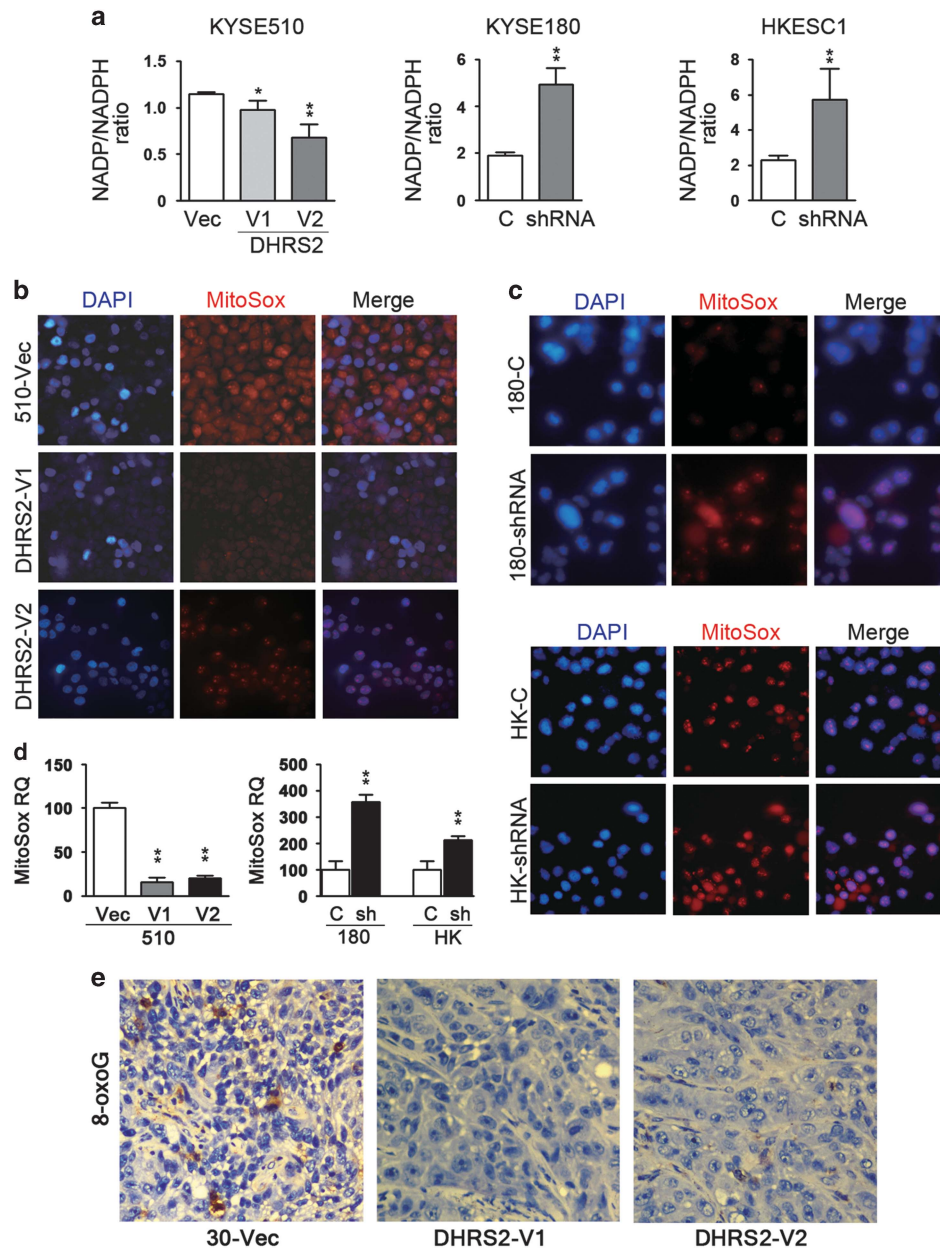 a
KYSE510
KYSE180
HKESC1
NADP/NADPH
ratio
1.5
1.0
0.5
0
*
**
Vec V1 V2
DHRS2
NADP/NADPH
ratio
6
4
2
0
**
C shRNA
NADP/NADPH
ratio
8
6
4
2
0
**
C shRNA
b
DAPI MitoSox Merge
510-Vec
DHRS2-V1
DHRS2-V2
c
DAPI MitoSox Merge
180-C
180-shRNA
DAPI MitoSox Merge
HK-C
HK-shRNA
d
MitoSox RQ
150
100
50
0
**
**
Vec V1 V2
510
MitoSox RQ
500
400
300
200
100
0
**
**
C sh C sh
180 HK
e
8-oxoG
30-Vec
DHRS2-V1
DHRS2-V2